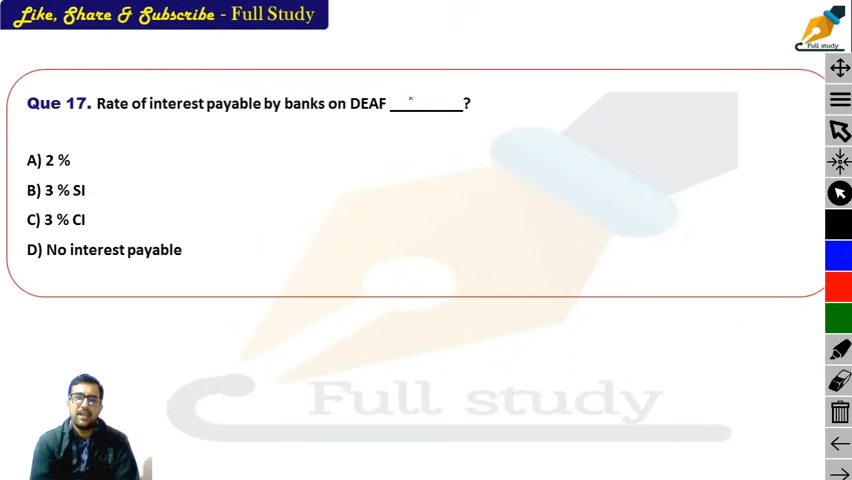 Like, Share & Subscribe - Full Study
Full study
Que 17. Rate of interest payable by banks on DEAF _________?
A) 2 %
B) 3 % SI
C) 3 % CI
D) No interest payable
Full study